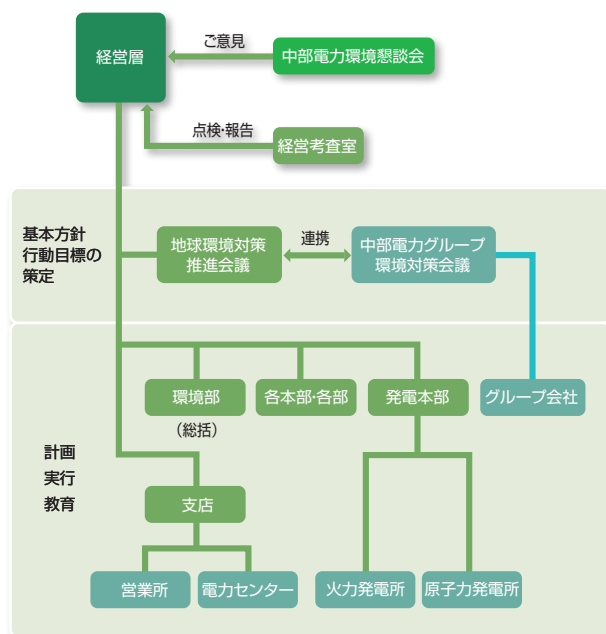 経営層
ご意見
中部電力環境懇談会
点検・報告
経営考査室
基本方針
行動目標の
策定
地球環境対策
推進会議
連携
中部電力グループ
環境対策会議
環境部
(総括)
各本部・各部
発電本部
グループ会社
計画
実行
教育
支店
営業所
電力センター
火力発電所
原子力発電所